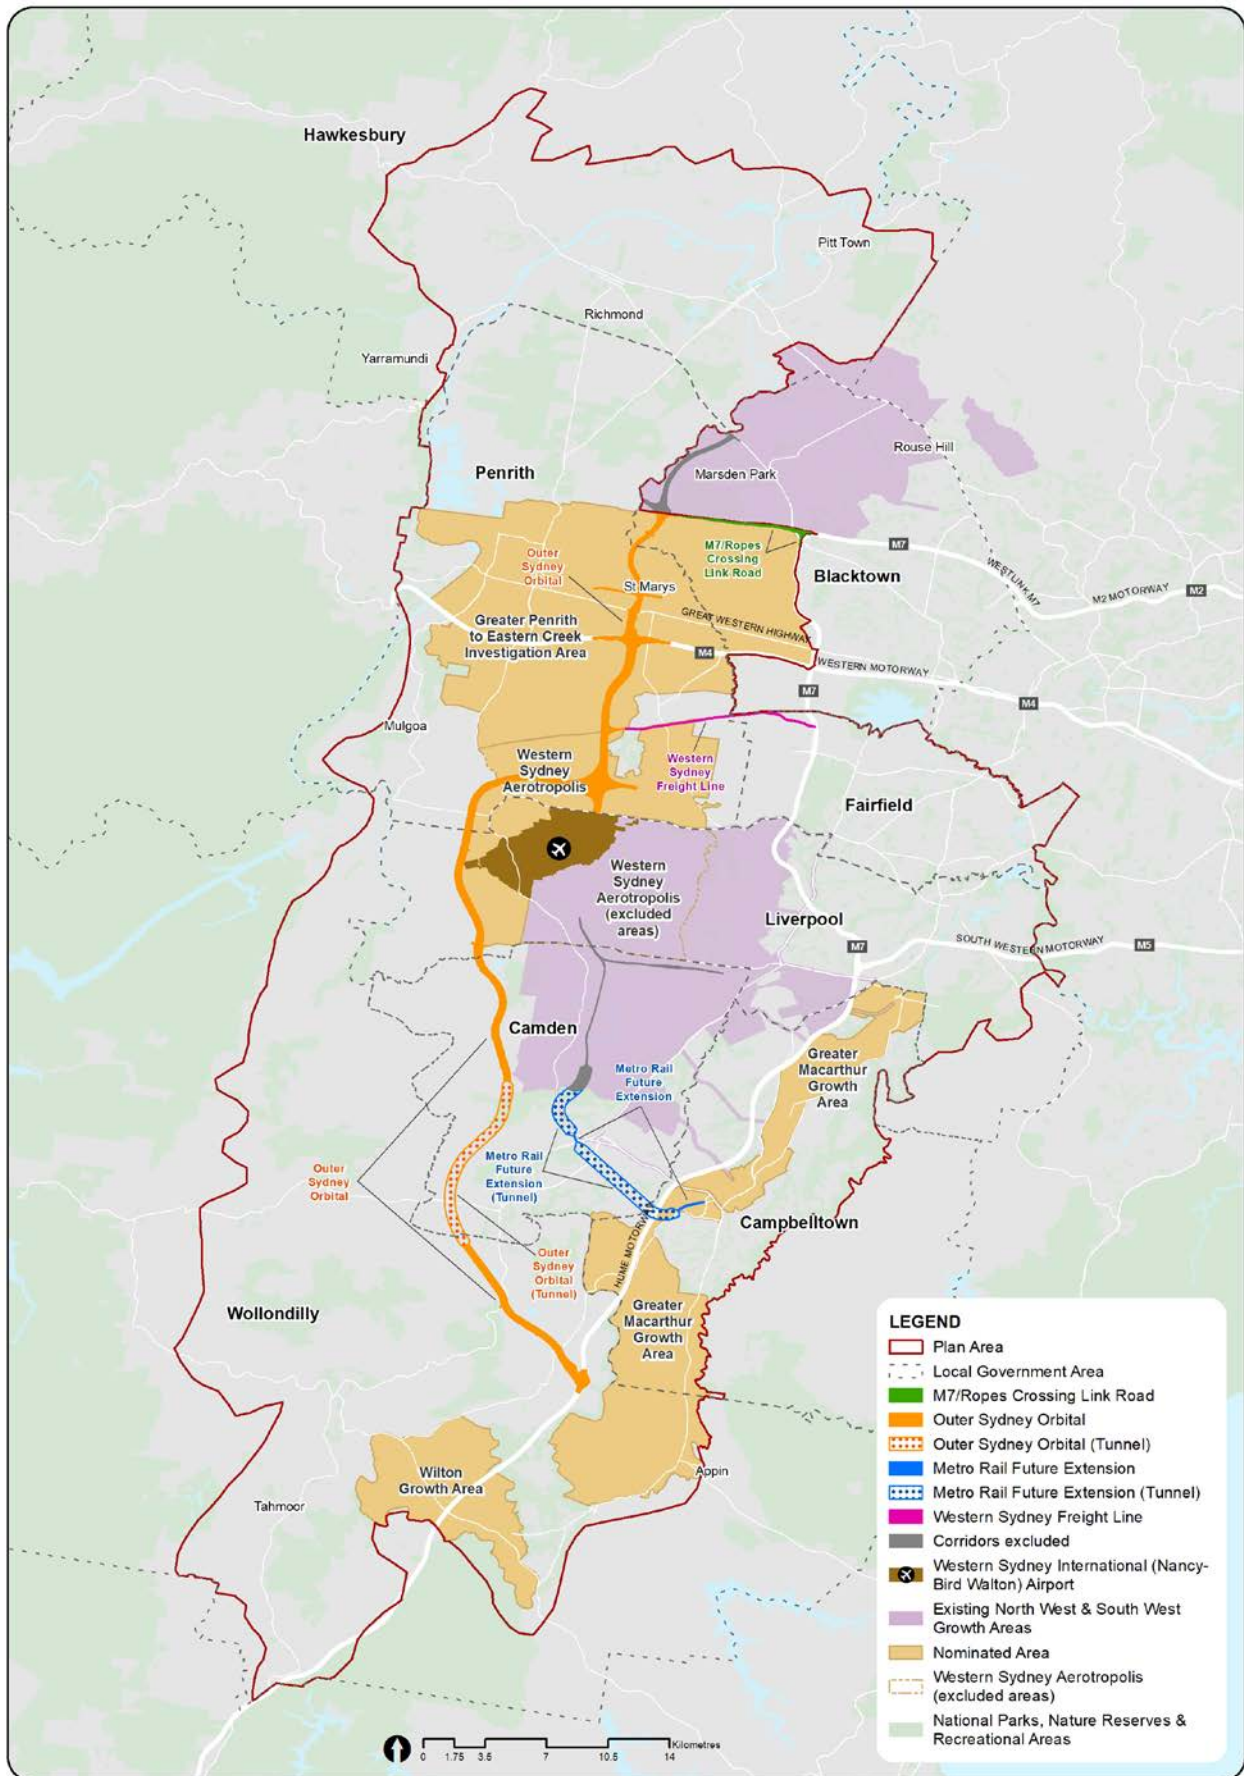 Hawkesbury
Pitt Town
Richmond
Yarramundi
Rouse Hill
Penrith
Marsden Park
M7
M7/Ropes
Crossing
Link Road
Outer
Sydney
Orbital
Blacktown
WESTLINK M7
St Marys
M2 MOTORWAY
M2
GREAT WESTERN HIGHWAY
Greater Penrith
to Eastern Creek
Investigation Area
M4
WESTERN MOTORWAY
M7
M4
Mulgoa
Western
Sydney
Aerotropolis
Western
Sydney
Freight Line
Fairfield
Western
Sydney
Aerotropolis
(excluded
areas)
Liverpool
M7
SOUTH WESTERN MOTORWAY
M5
Camden
Greater
Macarthur
Growth
Area
Metro Rail
Future
Extension
Metro Rail
Future
Extension
(Tunnel)
Outer
Sydney
Orbital
Campbelltown
HUME MOTORWAY
Outer
Sydney
Orbital
(Tunnel)
Wollondilly
Greater
Macarthur
Growth
Area
Wilton
Growth Area
Appin
Tahmoor
LEGEND
Plan Area
Local Government Area
M7/Ropes Crossing Link Road
Outer Sydney Orbital
Outer Sydney Orbital (Tunnel)
Metro Rail Future Extension
Metro Rail Future Extension (Tunnel)
Western Sydney Freight Line
Corridors excluded
Western Sydney International (Nancy-
Bird Walton) Airport
Existing North West & South West
Growth Areas
Nominated Area
Western Sydney Aerotropolis
(excluded areas)
National Parks, Nature Reserves &
Recreational Areas
Kilometres
0 1.75 3.5 7 10.5 14